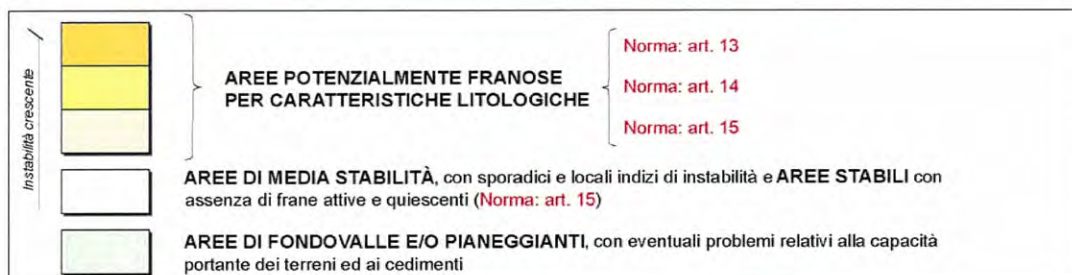 Instabilità crescente
AREE POTENZIALMENTE FRANOSE
PER CARATTERISTICHE LITOLOGICHE
Norma: art. 13
Norma: art. 14
Norma: art. 15
AREE DI MEDIA STABILITÀ, con sporadici e locali indizi di instabilità e AREE STABILI con
assenza di frane attive e quiescenti (Norma: art. 15)
AREE DI FONDOVALLE E/O PIANEGGIANTI, con eventuali problemi relativi alla capacità
portante dei terreni ed ai cedimenti